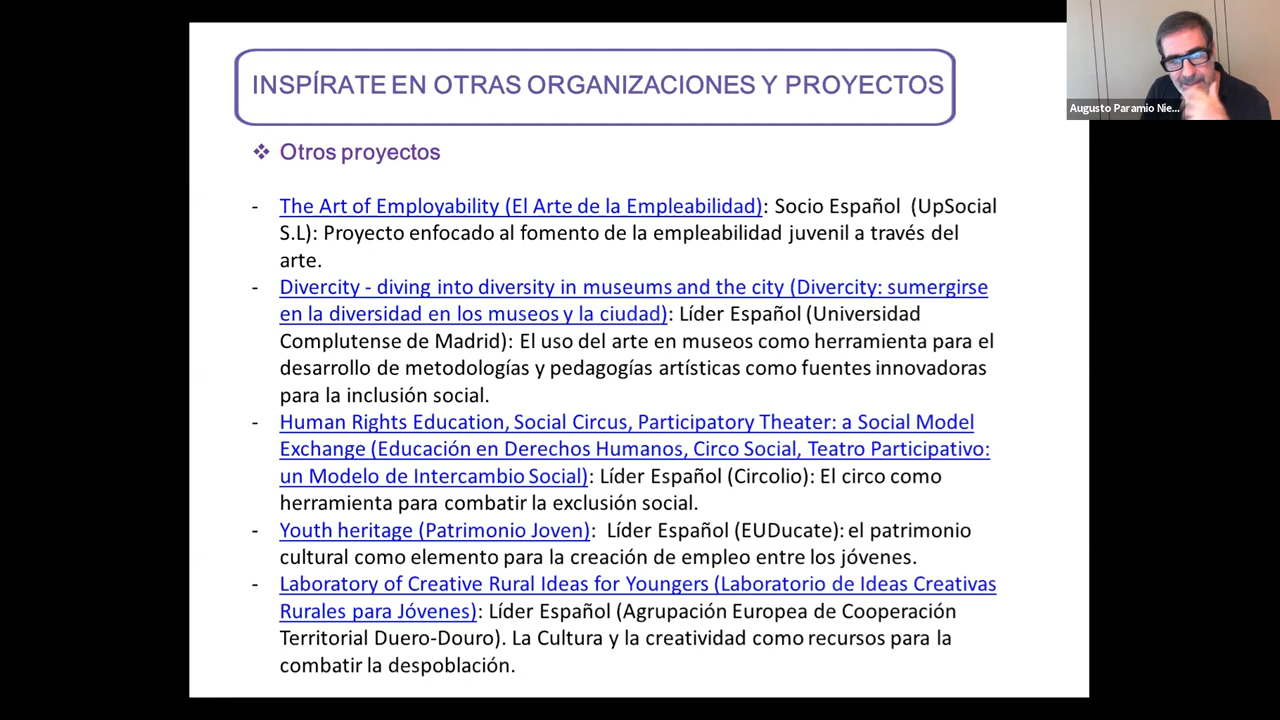 INSPÍRATE EN OTRAS ORGANIZACIONES Y PROYECTOS
Augusto Paramio Nie...
❖ Otros proyectos
- The Art of Employability (El Arte de la Empleabilidad): Socio Español (UpSocial
S.L): Proyecto enfocado al fomento de la empleabilidad juvenil a través del
arte.
- Divercity - diving into diversity in museums and the city (Divercity: sumergirse
en la diversidad en los museos y la ciudad): Líder Español (Universidad
Complutense de Madrid): El uso del arte en museos como herramienta para el
desarrollo de metodologías y pedagogías artísticas como fuentes innovadoras
para la inclusión social.
- Human Rights Education, Social Circus, Participatory Theater: a Social Model
Exchange (Educación en Derechos Humanos, Circo Social, Teatro Participativo:
un Modelo de Intercambio Social): Líder Español (Circolio): El circo como
herramienta para combatir la exclusión social.
- Youth heritage (Patrimonio Joven): Líder Español (EUDucate): el patrimonio
cultural como elemento para la creación de empleo entre los jóvenes.
- Laboratory of Creative Rural Ideas for Youngers (Laboratorio de Ideas Creativas
Rurales para Jóvenes): Líder Español (Agrupación Europea de Cooperación
Territorial Duero-Douro). La Cultura y la creatividad como recursos para la
combatir la despoblación.